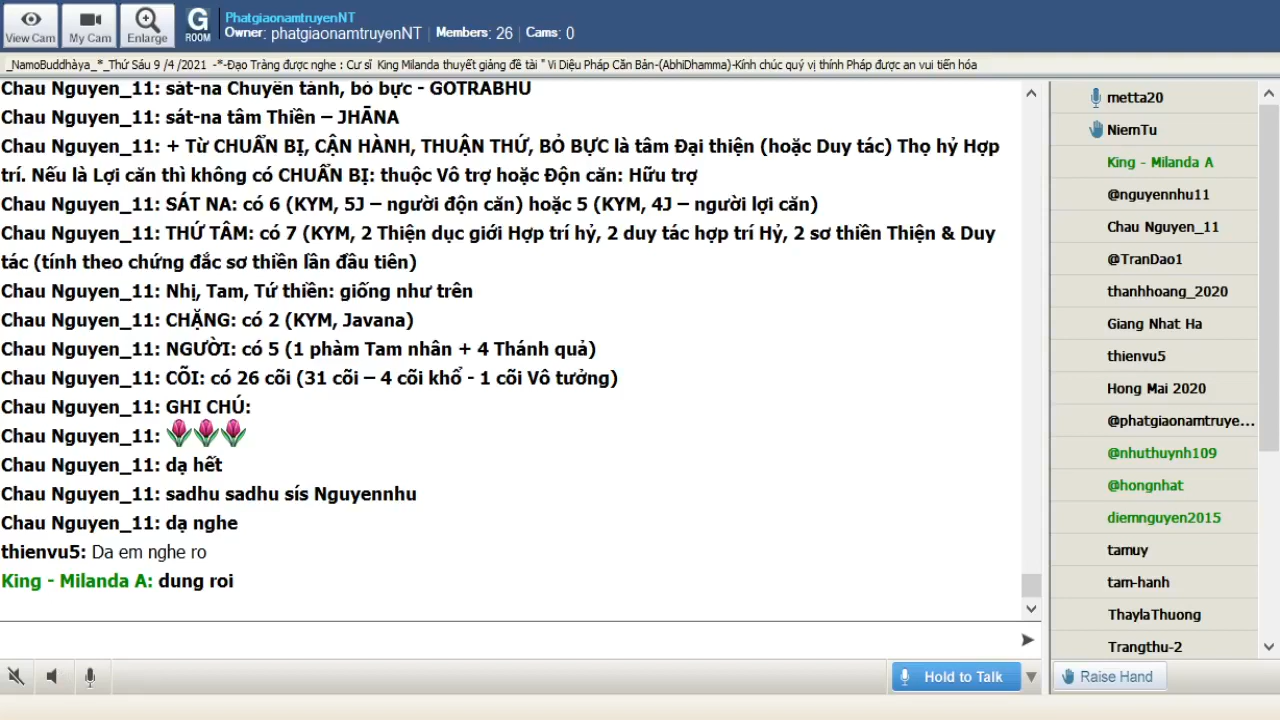 View Cam
My Cam
Enlarge
G
ROOM
PhatgiaonamtruyenNT
Owner: phatgiaonamtruyenNT | Members: 26 | Cams: 0
_NamoBuddhàya_*_Thứ Sáu 9 /4 /2021 -*-Đạo Tràng được nghe : Cư sĩ King Milanda thuyết giảng đề tài " Vi Diệu Pháp Căn Bản-(AbhiDhamma)-Kính chúc quý vị thính Pháp được an vui tiến hóa
Chau Nguyen_11: sát-na Chuyển tánh, bỏ bực - GOTRABHU
Chau Nguyen_11: sát-na tâm Thiền – JHĀNA
Chau Nguyen_11: + Từ CHUẨN BỊ, CẬN HÀNH, THUẬN THỨ, BỎ BỰC là tâm Đại thiện (hoặc Duy tác) Thọ hỷ Hợp
trí. Nếu là Lợi căn thì không có CHUẨN BỊ: thuộc Vô trợ hoặc Độn căn: Hữu trợ
Chau Nguyen_11: SÁT NA: có 6 (KYM, 5J – người độn căn) hoặc 5 (KYM, 4J – người lợi căn)
Chau Nguyen_11: THỨ TÂM: có 7 (KYM, 2 Thiện dục giới Hợp trí hỷ, 2 duy tác hợp trí Hỷ, 2 sơ thiền Thiện & Duy
tác (tính theo chứng đắc sơ thiền lần đầu tiên)
Chau Nguyen_11: Nhị, Tam, Tứ thiền: giống như trên
Chau Nguyen_11: CHẶNG: có 2 (KYM, Javana)
Chau Nguyen_11: NGƯỜI: có 5 (1 phàm Tam nhân + 4 Thánh quả)
Chau Nguyen_11: CÕI: có 26 cõi (31 cõi – 4 cõi khổ - 1 cõi Vô tưởng)
Chau Nguyen_11: GHI CHÚ:
Chau Nguyen_11:
Chau Nguyen_11: dạ hết
Chau Nguyen_11: sadhu sadhu sís Nguyennhu
Chau Nguyen_11: dạ nghe
thienvu5: Da em nghe ro
King - Milanda A: dung roi
Hold to Talk
metta20
NiemTu
King - Milanda A
@nguyennhu11
Chau Nguyen_11
@TranDao1
thanhhoang_2020
Giang Nhat Ha
thienvu5
Hong Mai 2020
@phatgiaonamtruye...
@nhuthuynh109
@hongnhat
diemnguyen2015
tamuy
tam-hanh
ThaylaThuong
Trangthu-2
Raise Hand